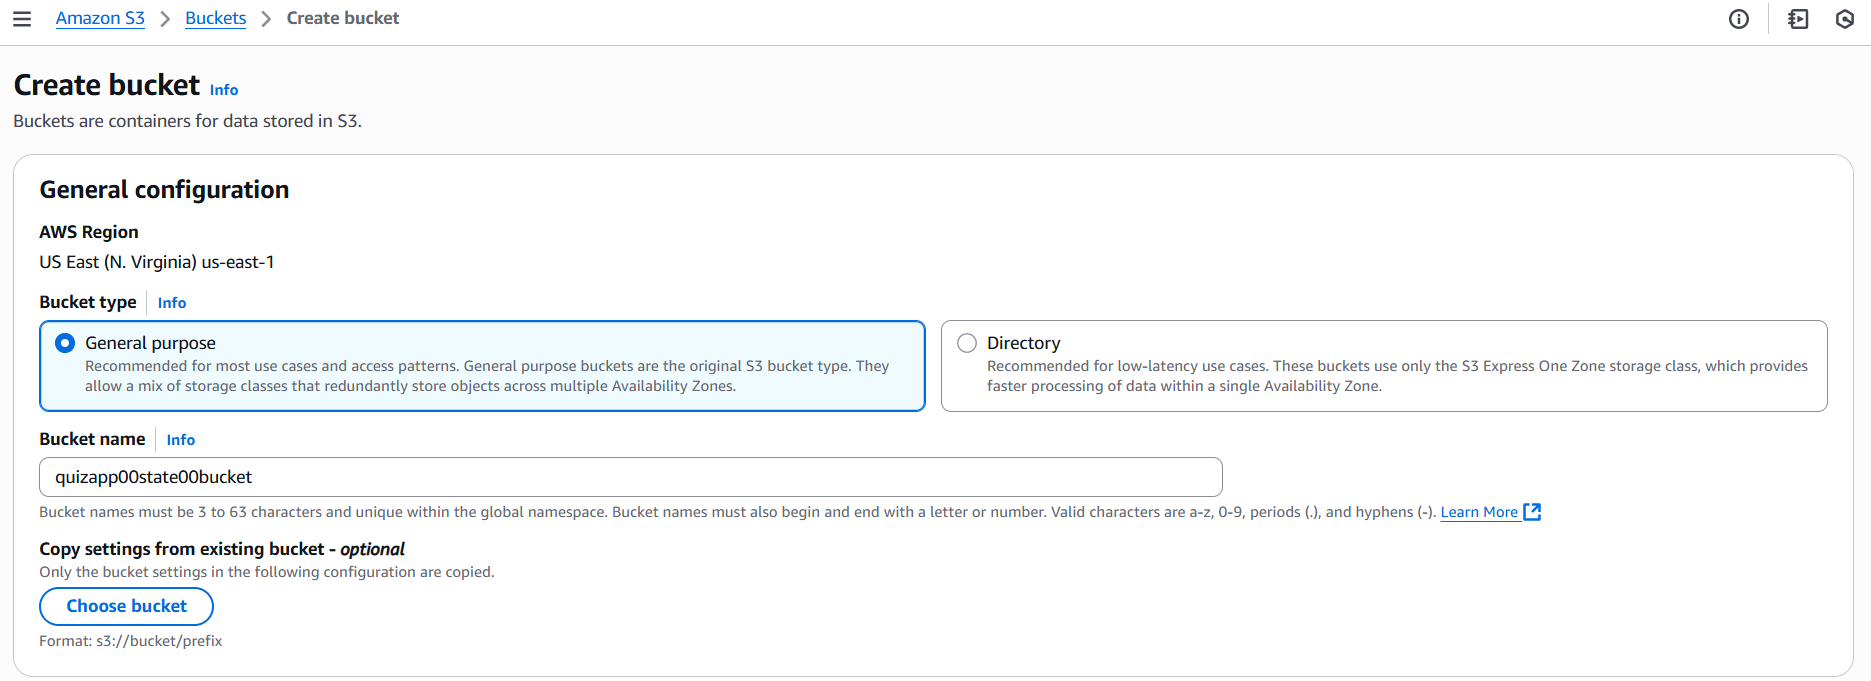 Amazon S3 > Buckets > Create bucket
Create bucket Info
Buckets are containers for data stored in S3.
General configuration
AWS Region
US East (N. Virginia) us-east-1
Bucket type Info
General purpose
Recommended for most use cases and access patterns. General purpose buckets are the original S3 bucket type. They
allow a mix of storage classes that redundantly store objects across multiple Availability Zones.
Directory
Recommended for low-latency use cases. These buckets use only the S3 Express One Zone storage class, which provides
faster processing of data within a single Availability Zone.
Bucket name Info
quizapp00state00bucket
Bucket names must be 3 to 63 characters and unique within the global namespace. Bucket names must also begin and end with a letter or number. Valid characters are a-z, 0-9, periods (.), and hyphens (-). Learn More
Copy settings from existing bucket - optional
Only the bucket settings in the following configuration are copied.
Choose bucket
Format: s3://bucket/prefix